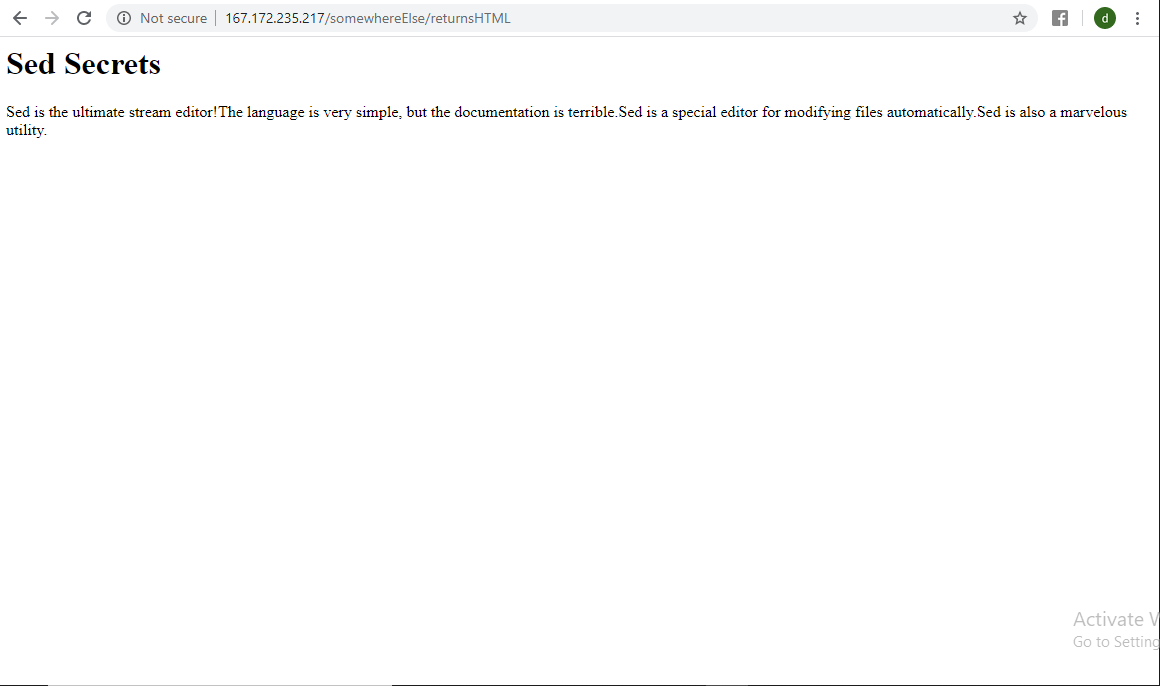 Not secure 167.172.235.217/somewhereElse/returnsHTML d
Sed Secrets
Sed is the ultimate stream editor!The language is very simple, but the documentation is terrible.Sed is a special editor for modifying files automatically.Sed is also a marvelous
utility.
Activate
Go to Setting